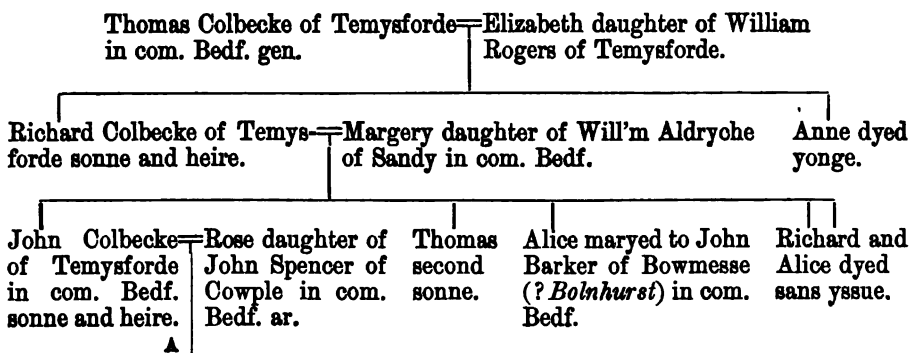 Thomas Colbecke of Temysforde
in com. Bedf. gen.
Elizabeth daughter of William
Rogers of Temysforde.
Richard Colbecke of Temys-
forde sonne and heire.
Margery daughter of Will'm Aldryohe
of Sandy in com. Bedf.
Anne dyed
yonge.
John Colbecke
of Temysforde
in com. Bedf.
sonne and heire.
Rose daughter of
John Spencer of
Cowple in com.
Bedf. ar.
Thomas
second
sonne.
Alice maryed to John
Barker of Bowmesse
(? Bolnhurst) in com.
Bedf.
Richard and
Alice dyed
sans yssue.
A